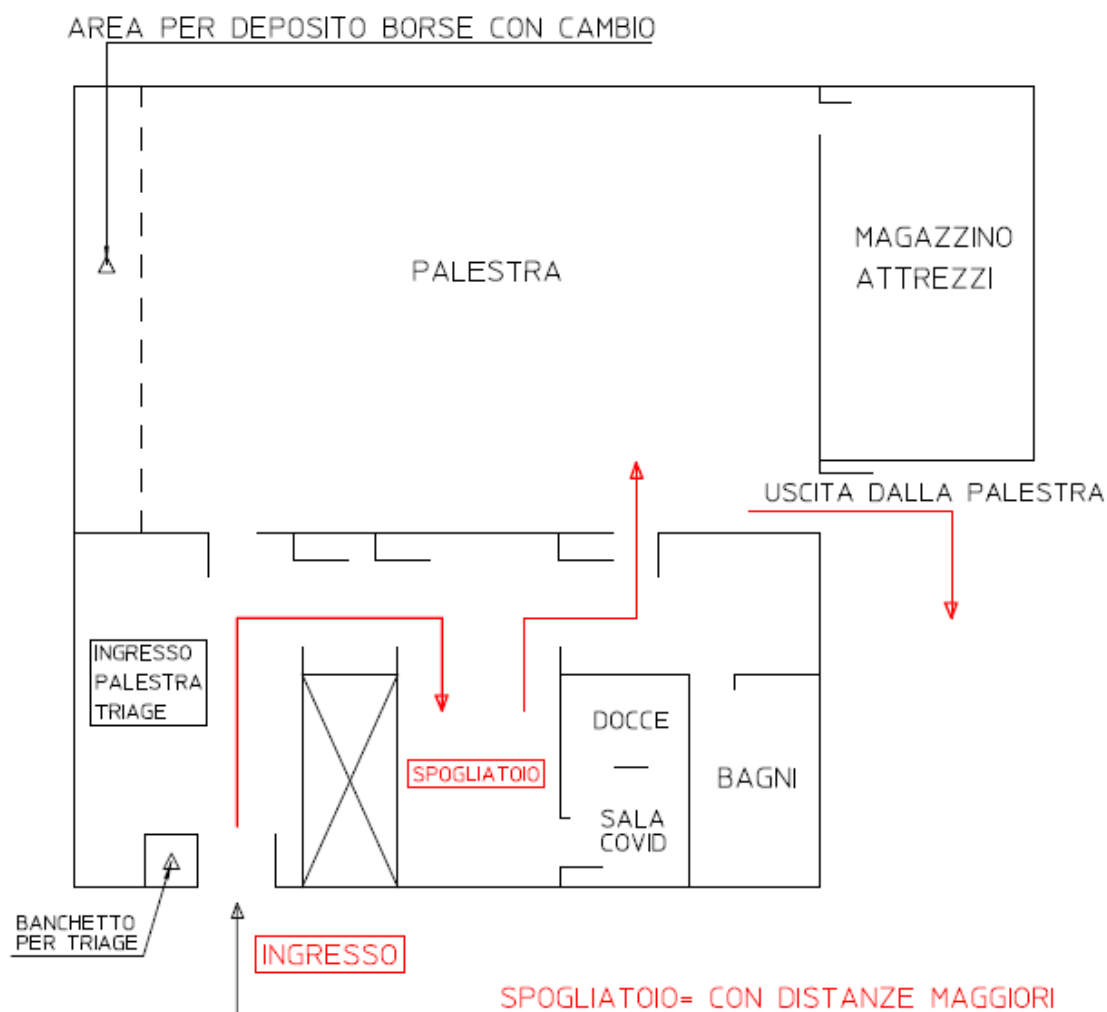 AREA PER DEPOSITO BORSE CON CAMBIO
PALESTRA
MAGAZZINO
ATTREZZI
USCITA DALLA PALESTRA
INGRESSO
PALESTRA
TRIAGE
SPOGLIATOIO
DOCCE
SALA
COVID
BAGNI
BANCHETTO
PER TRIAGE
INGRESSO
SPOGLIATOIO= CON DISTANZE MAGGIORI